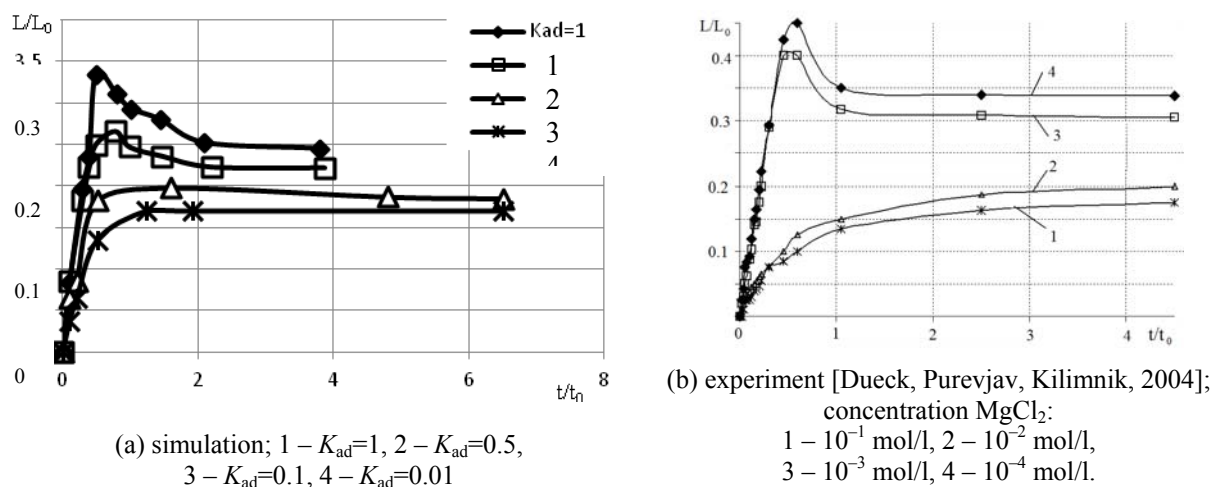 L/L₀
3.5
0.3
0.2
0.1
0
0 2 4 6 8
t/t₀
Kad=1
1
2
3
4
(a) simulation; 1 – Kad=1, 2 – Kad=0.5,
3 – Kad=0.1, 4 – Kad=0.01
L/L₀
0.4
0.3
0.2
0.1
0
0 1 2 3 4 t/t₀
4
3
2
1
(b) experiment [Dueck, Purevjav, Kilimnik, 2004];
concentration MgCl₂:
1 – 10⁻¹ mol/l, 2 – 10⁻² mol/l,
3 – 10⁻³ mol/l, 4 – 10⁻⁴ mol/l.